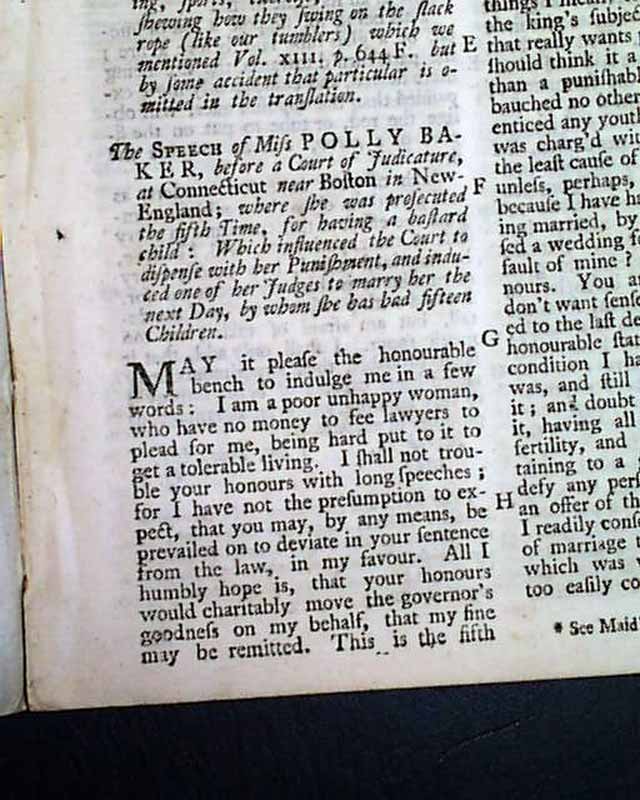 ing, sports,
ſhewing how they ſwing on the ſlack
rope (like our tumblers) which we
mentioned Vol. XIII. p. 644 F. but
by ſome accident that particular is o-
mitted in the tranſlation.
The SPEECH of Miſs POLLY BA-
KER, before a Court of Judicature,
at Connecticut near Boſton in New-
England; where ſhe was proſecuted
the fifth Time, for having a baſtard
child: Which influenced the Court to
diſpenſe with her Puniſhment, and indu-
ced one of her Judges to marry her the
next Day, by whom ſhe has had fifteen
Children.
MAY it pleaſe the honourable
bench to indulge me in a few
words: I am a poor unhappy woman,
who have no money to fee lawyers to
plead for me, being hard put to it to
get a tolerable living. I ſhall not trou-
ble your honours with long ſpeeches;
for I have not the preſumption to ex-
pect, that you may, by any means, be
prevailed on to deviate in your ſentence
from the law, in my favour. All I
humbly hope is, that your honours
would charitably move the governor's
goodneſs on my behalf, that my fine
may be remitted. This is the fifth
E
F
G
H
things I mean,
the king's ſubje
that really wants
ſhould think it a
than a puniſhabl
bauched no other
enticed any youth
was charg'd wit
the leaſt cauſe of
unleſs, perhaps,
becauſe I have h
ing married, by
ſed a wedding f
fault of mine?
nours. You a
don't want ſenſe
ed to the laſt de
honourable ſtat
condition I ha
was, and ſtill
it; and doubt
it, having all
fertility, and
taining to a
defy any perſ
an offer of th
I readily conſ
of marriage t
which was
too eaſily co
* See Maid